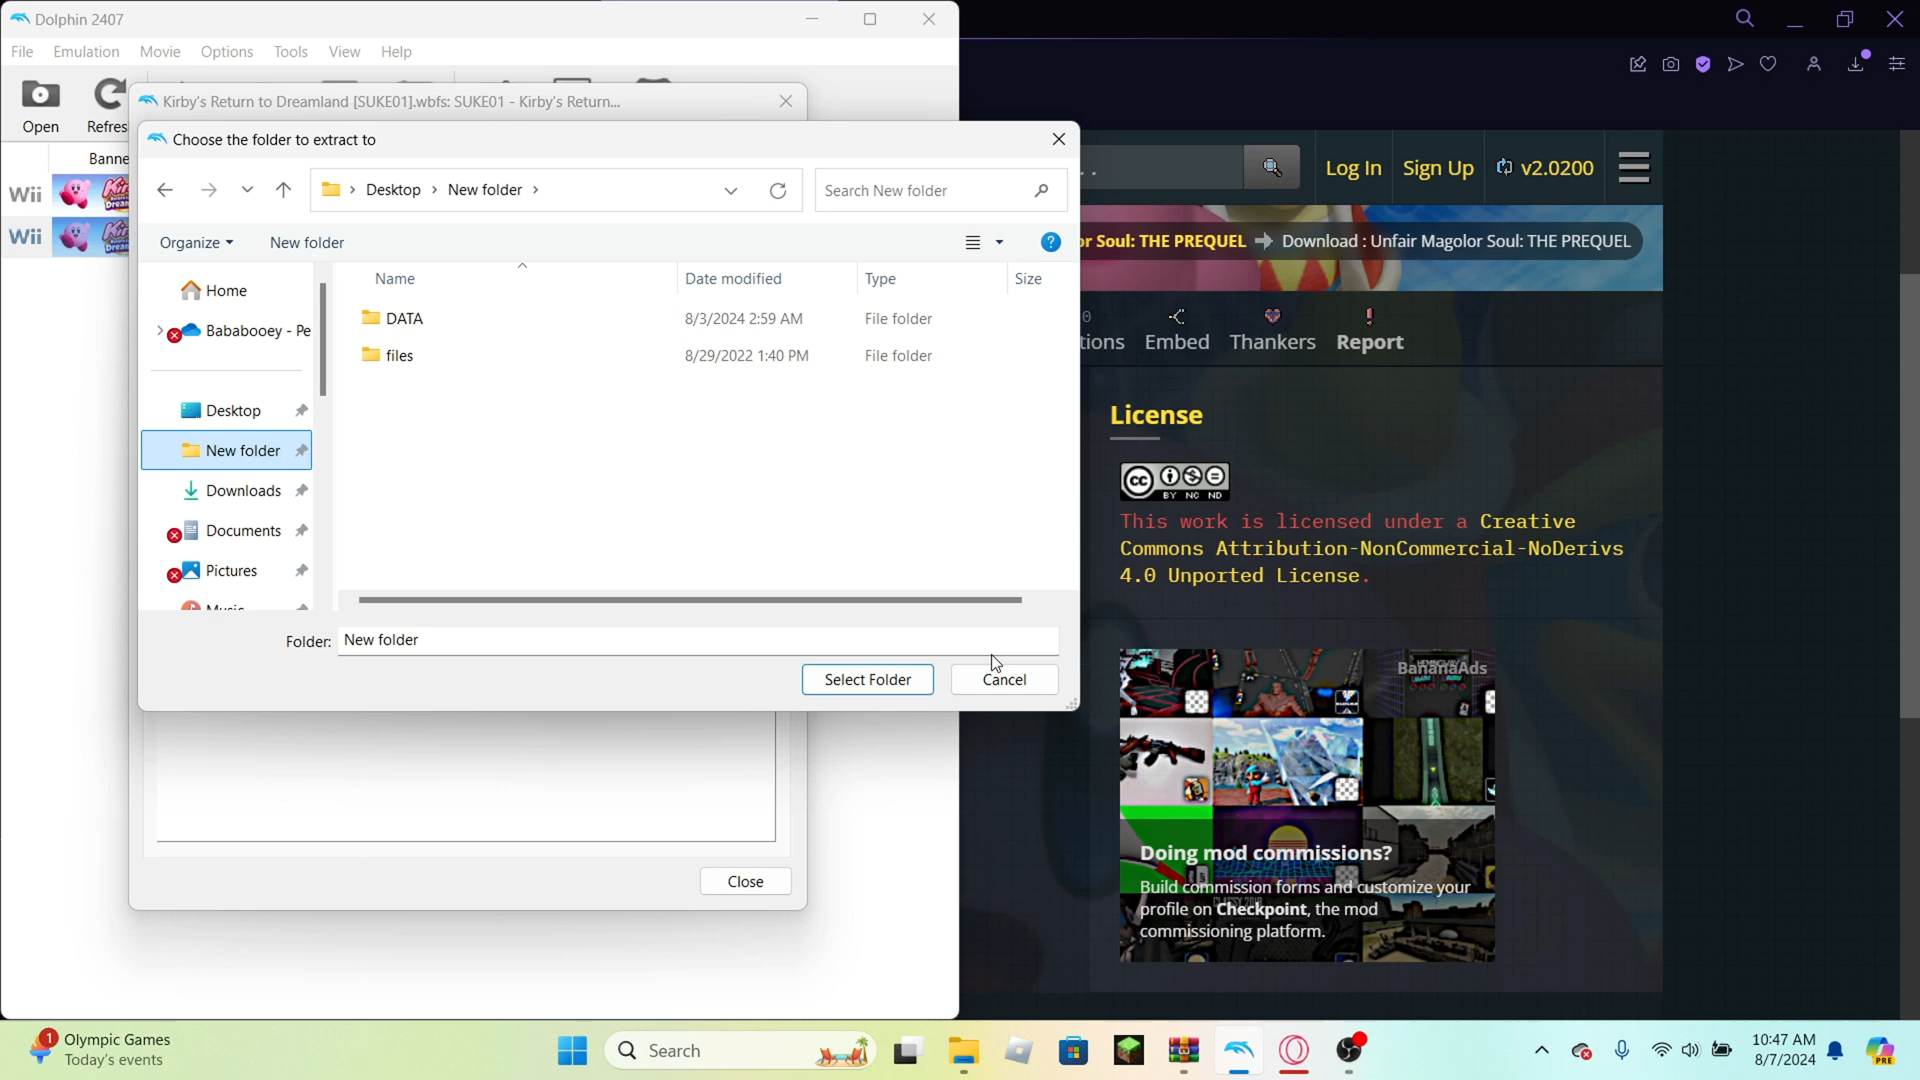 Dolphin 2407
File Emulation Movie Options Tools View Help
Open Refres
Banne
Wii
Wii
Kirby's Return to Dreamland [SUKE01].wbfs: SUKE01 - Kirby's Return...
Choose the folder to extract to
Desktop New folder
Search New folder
Organize New folder
Name Date modified Type Size
Home
Bababooey - Pe
Desktop
New folder
Downloads
Documents
Pictures
Music
DATA 8/3/2024 2:59 AM File folder
files 8/29/2022 1:40 PM File folder
Folder: New folder
Select Folder Cancel
Close
. .
Log In Sign Up v2.0200
or Soul: THE PREQUEL Download : Unfair Magolor Soul: THE PREQUEL
0
tions Embed Thankers Report
License
CC BY NC ND
This work is licensed under a Creative
Commons Attribution-NonCommercial-NoDerivs
4.0 Unported License.
BananaAds
Doing mod commissions?
Build commission forms and customize your
profile on Checkpoint, the mod
commissioning platform.
1
Olympic Games
Today's events
Search
10:47 AM
8/7/2024
PRE